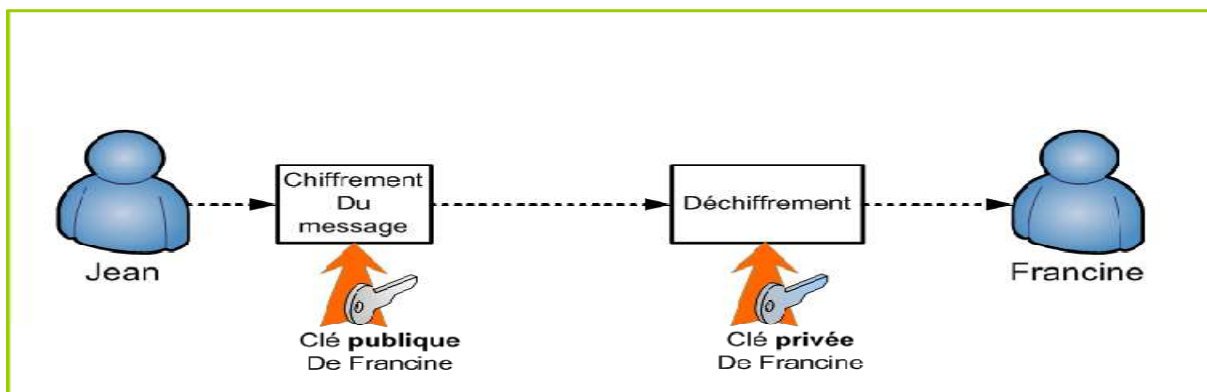 Chiffrement
Du
message
Déchiffrement
Jean
Francine
Clé publique
De Francine
Clé privée
De Francine